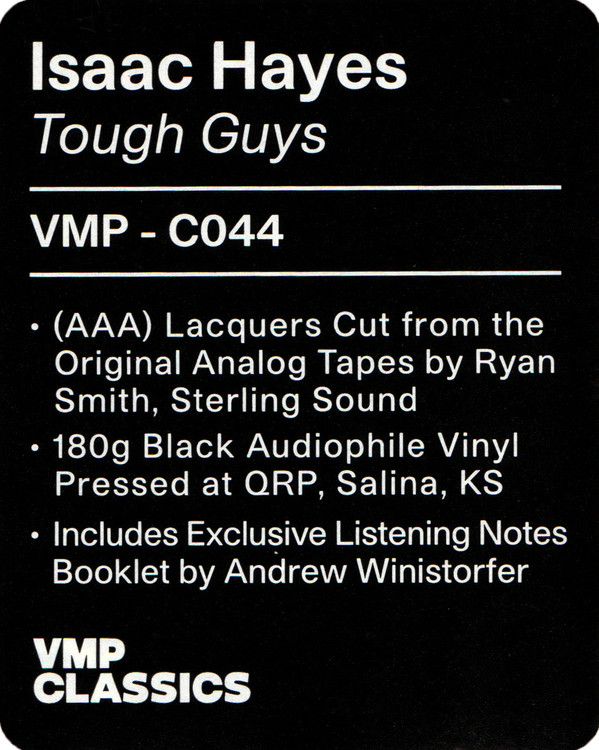 Isaac Hayes
Tough Guys
VMP - C044
• (AAA) Lacquers Cut from the
Original Analog Tapes by Ryan
Smith, Sterling Sound
• 180g Black Audiophile Vinyl
Pressed at QRP, Salina, KS
• Includes Exclusive Listening Notes
Booklet by Andrew Winistorfer
VMP
CLASSICS